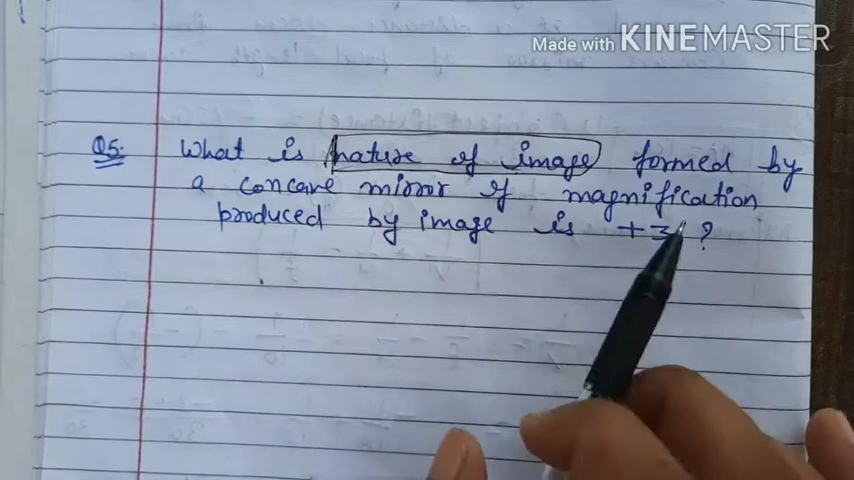 Made with KINEMASTER
Q5. What is nature of image formed by
a concave mirror of magnification
produced by image is +3 ?